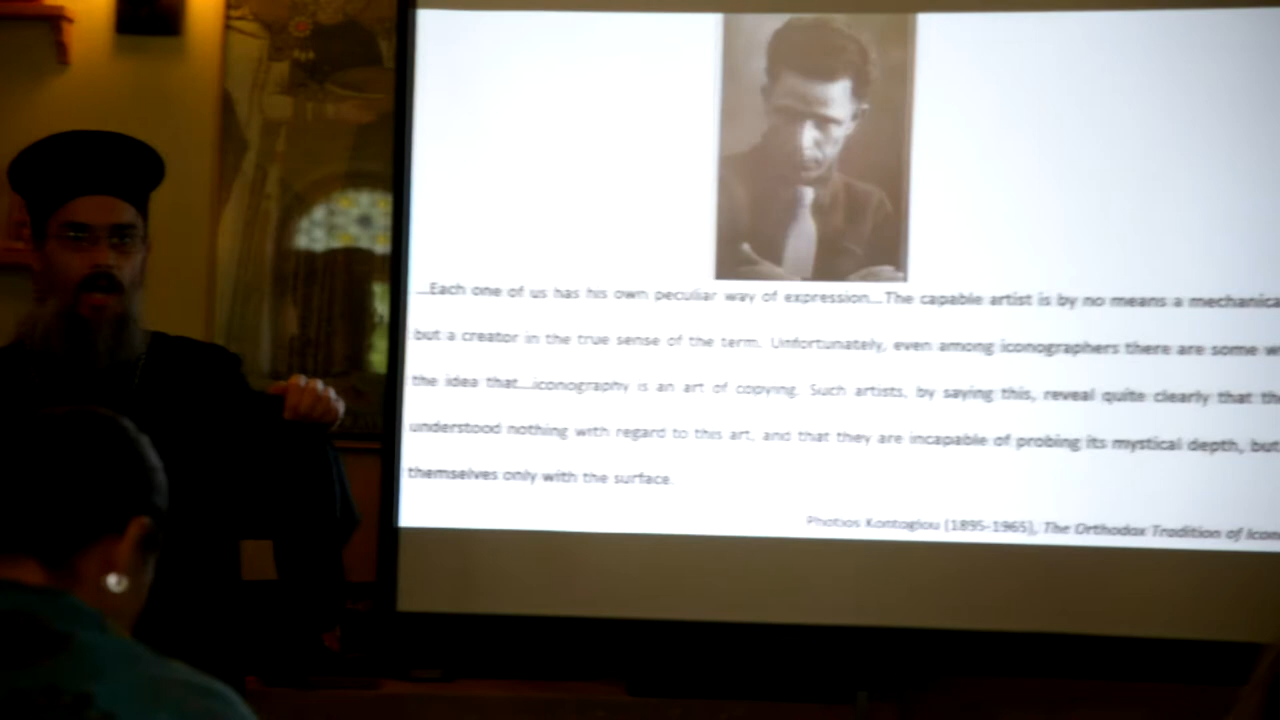 ...Each one of us has his own peculiar way of expression...The capable artist is by no means a mechanica
but a creator in the true sense of the term. Unfortunately, even among iconographers there are some w
the idea that...iconography is an art of copying. Such artists, by saying this, reveal quite clearly that th
understood nothing with regard to this art, and that they are incapable of probing its mystical depth, but
themselves only with the surface.
Photios Kontoglou (1895-1965), The Orthodox Tradition of Icon